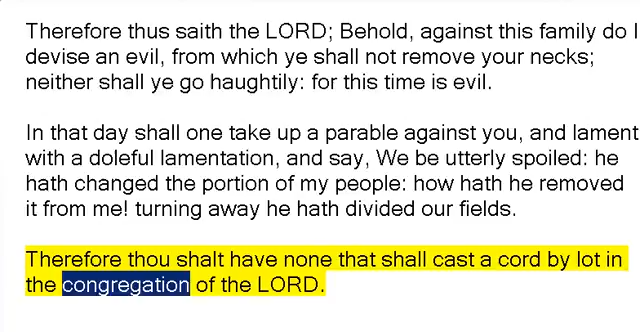 Therefore thus saith the LORD; Behold, against this family do I
devise an evil, from which ye shall not remove your necks;
neither shall ye go haughtily: for this time is evil.
In that day shall one take up a parable against you, and lament
with a doleful lamentation, and say, We be utterly spoiled: he
hath changed the portion of my people: how hath he removed
it from me! turning away he hath divided our fields.
Therefore thou shalt have none that shall cast a cord by lot in
the congregation of the LORD.